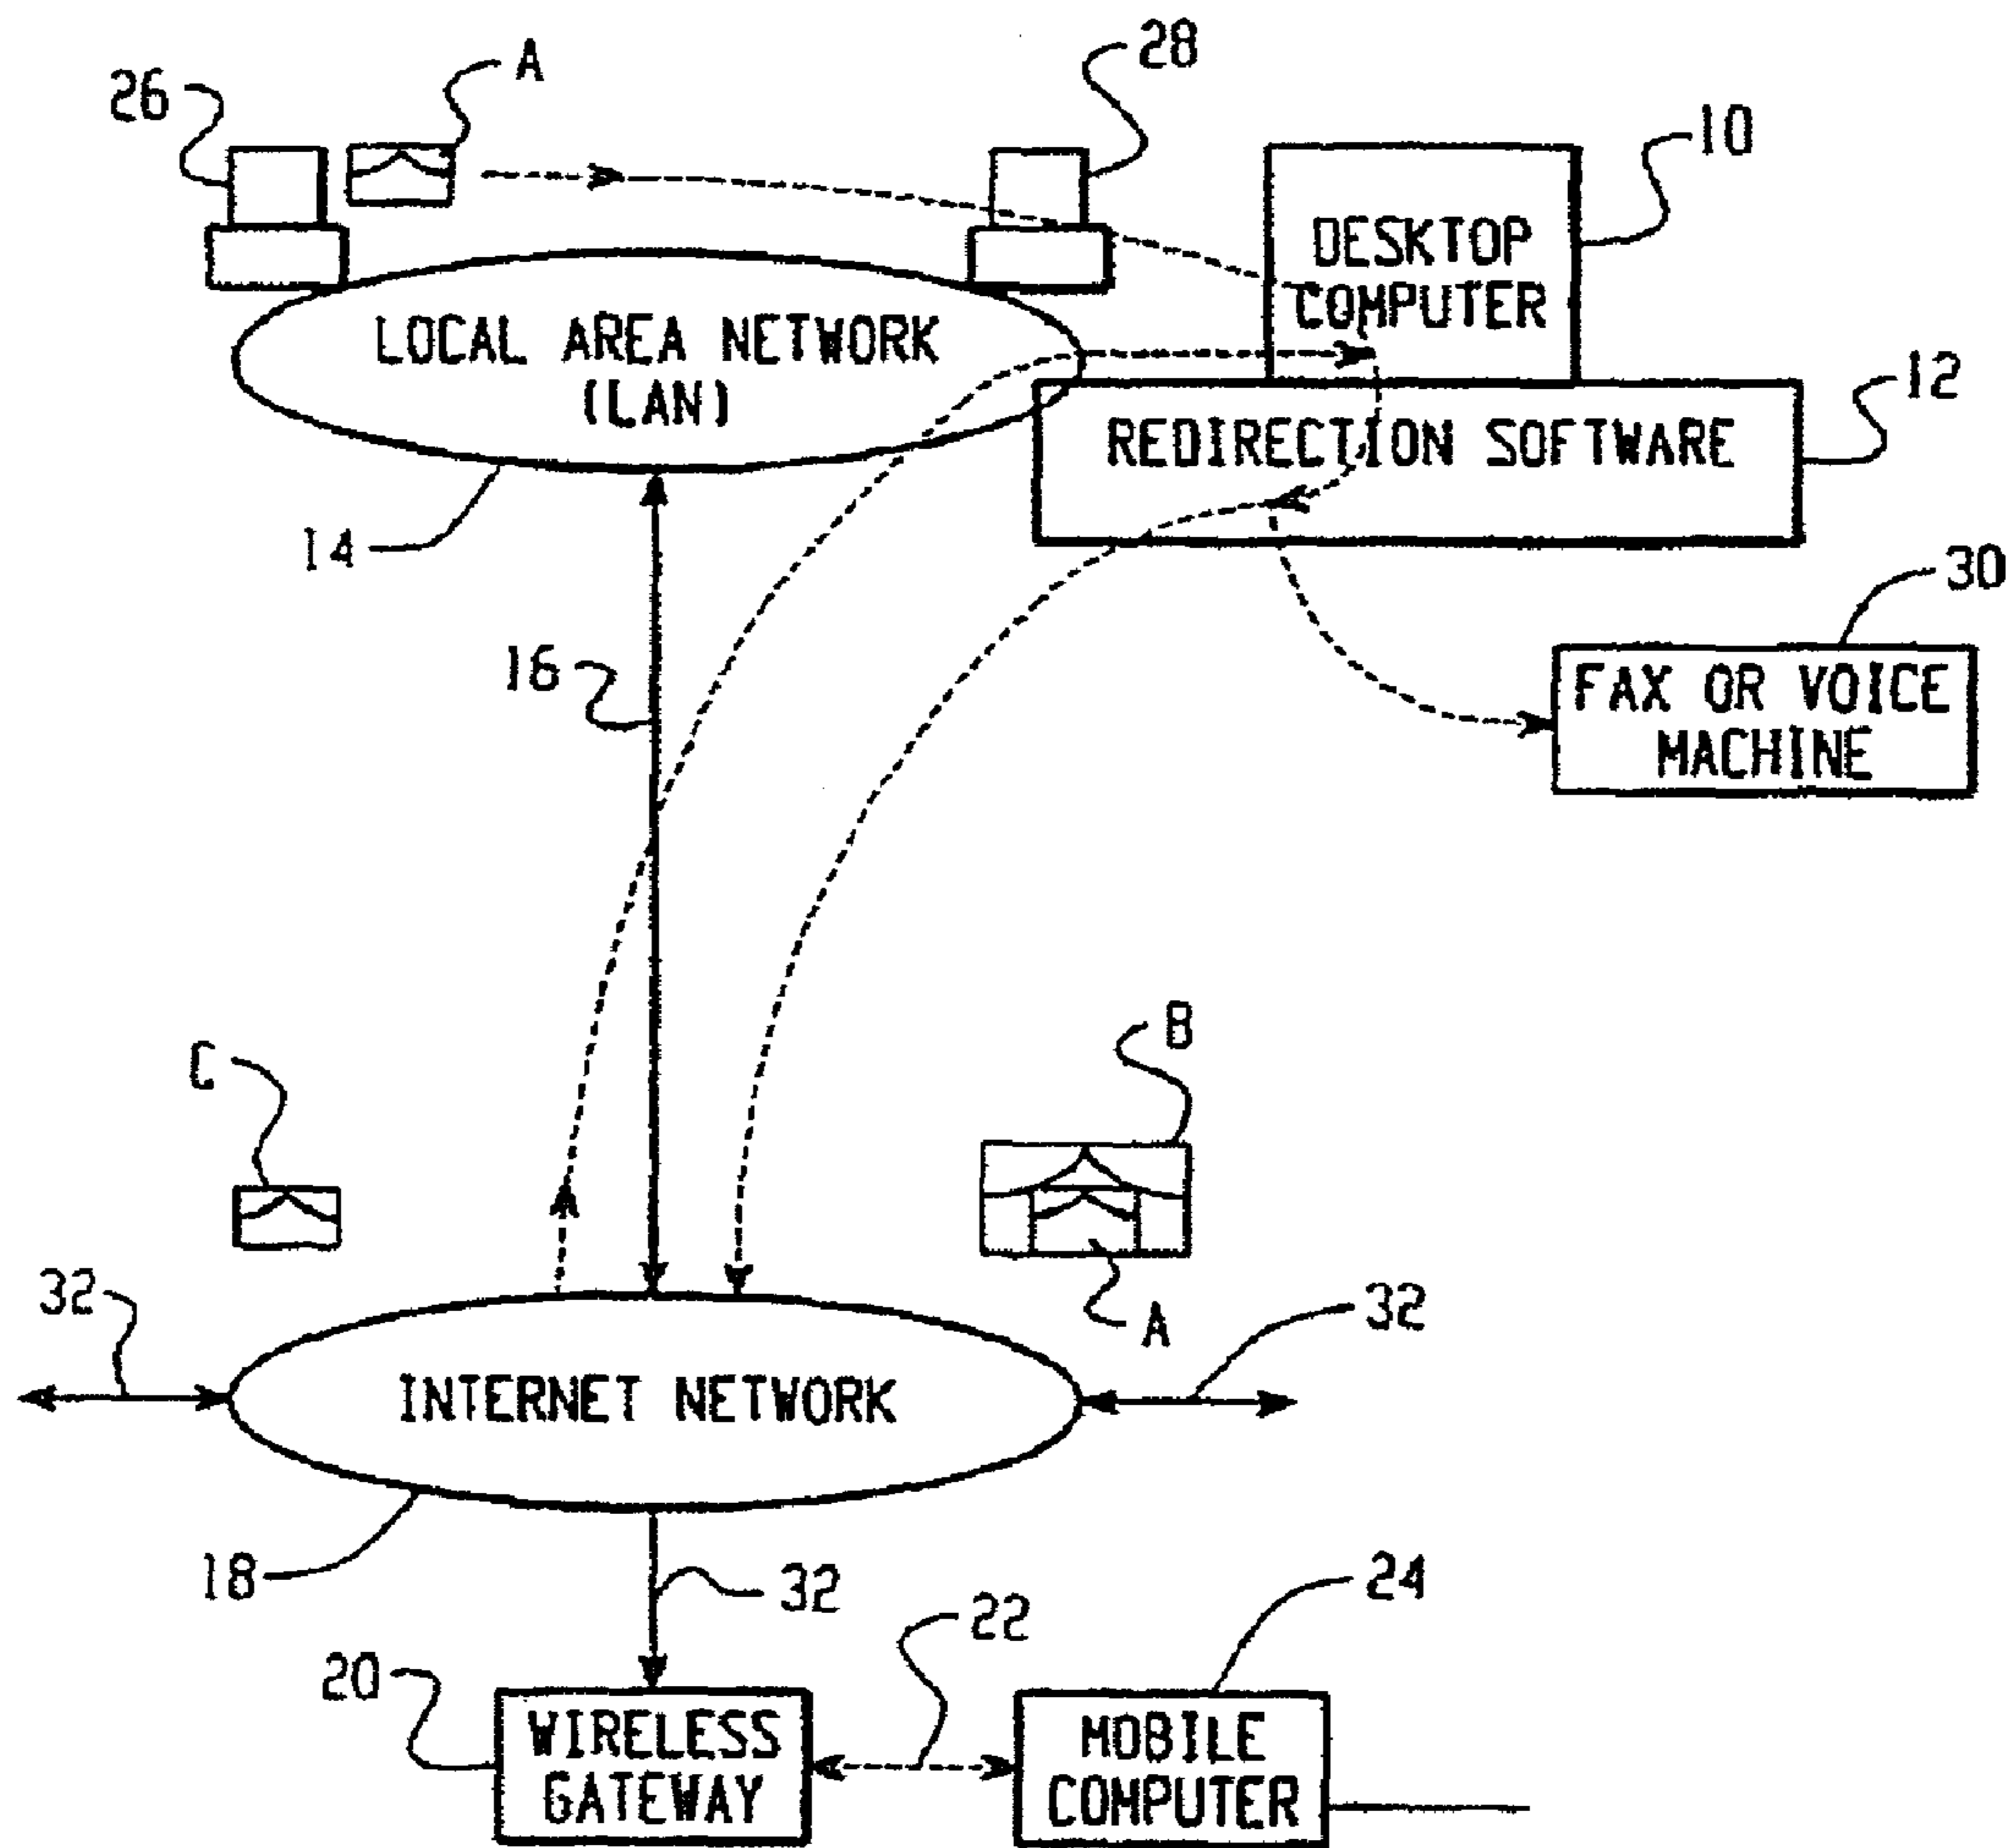 A
28
26
10
DESKTOP
COMPUTER
LOCAL AREA NETWORK
(LAN)
12
REDIRECTION SOFTWARE
14
30
16
FAX OR VOICE
MACHINE
B
C
32
A
32
INTERNET NETWORK
18
32
22
24
20
WIRELESS
GATEWAY
MOBILE
COMPUTER